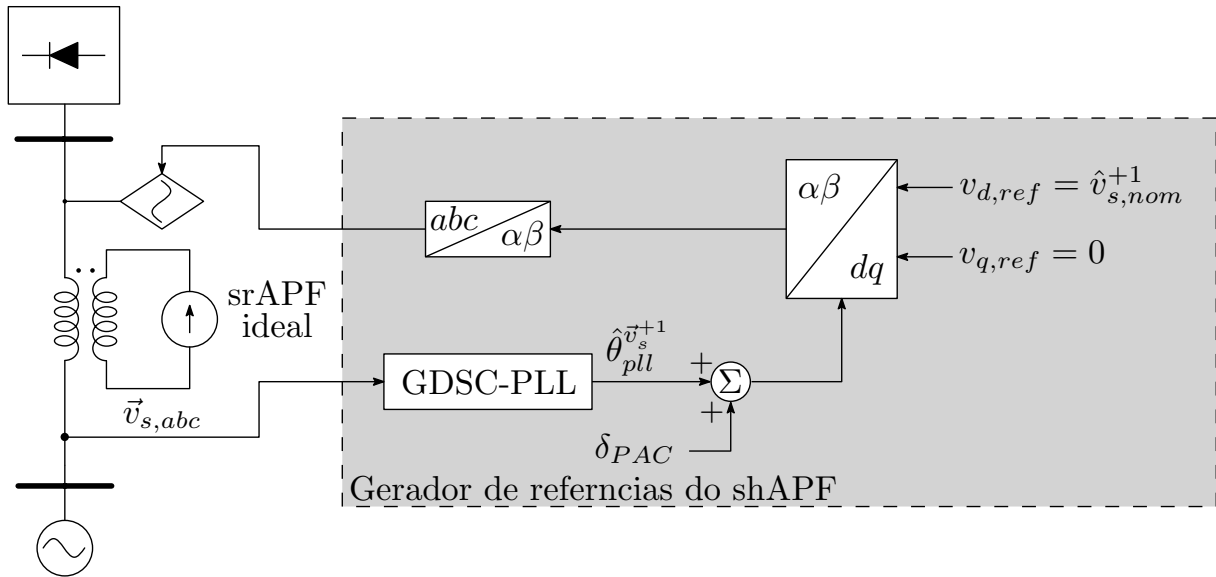 αβ
dq
v_{d,ref} = \hat{v}^{+1}_{s,nom}
v_{q,ref} = 0
abc
αβ
srAPF
ideal
\vec{v}_{s,abc}
GDSC-PLL
\hat{θ}^{\vec{v}^{+1}_s}_{pll}
+
Σ
+
δ_{PAC}
Gerador de referncias do shAPF